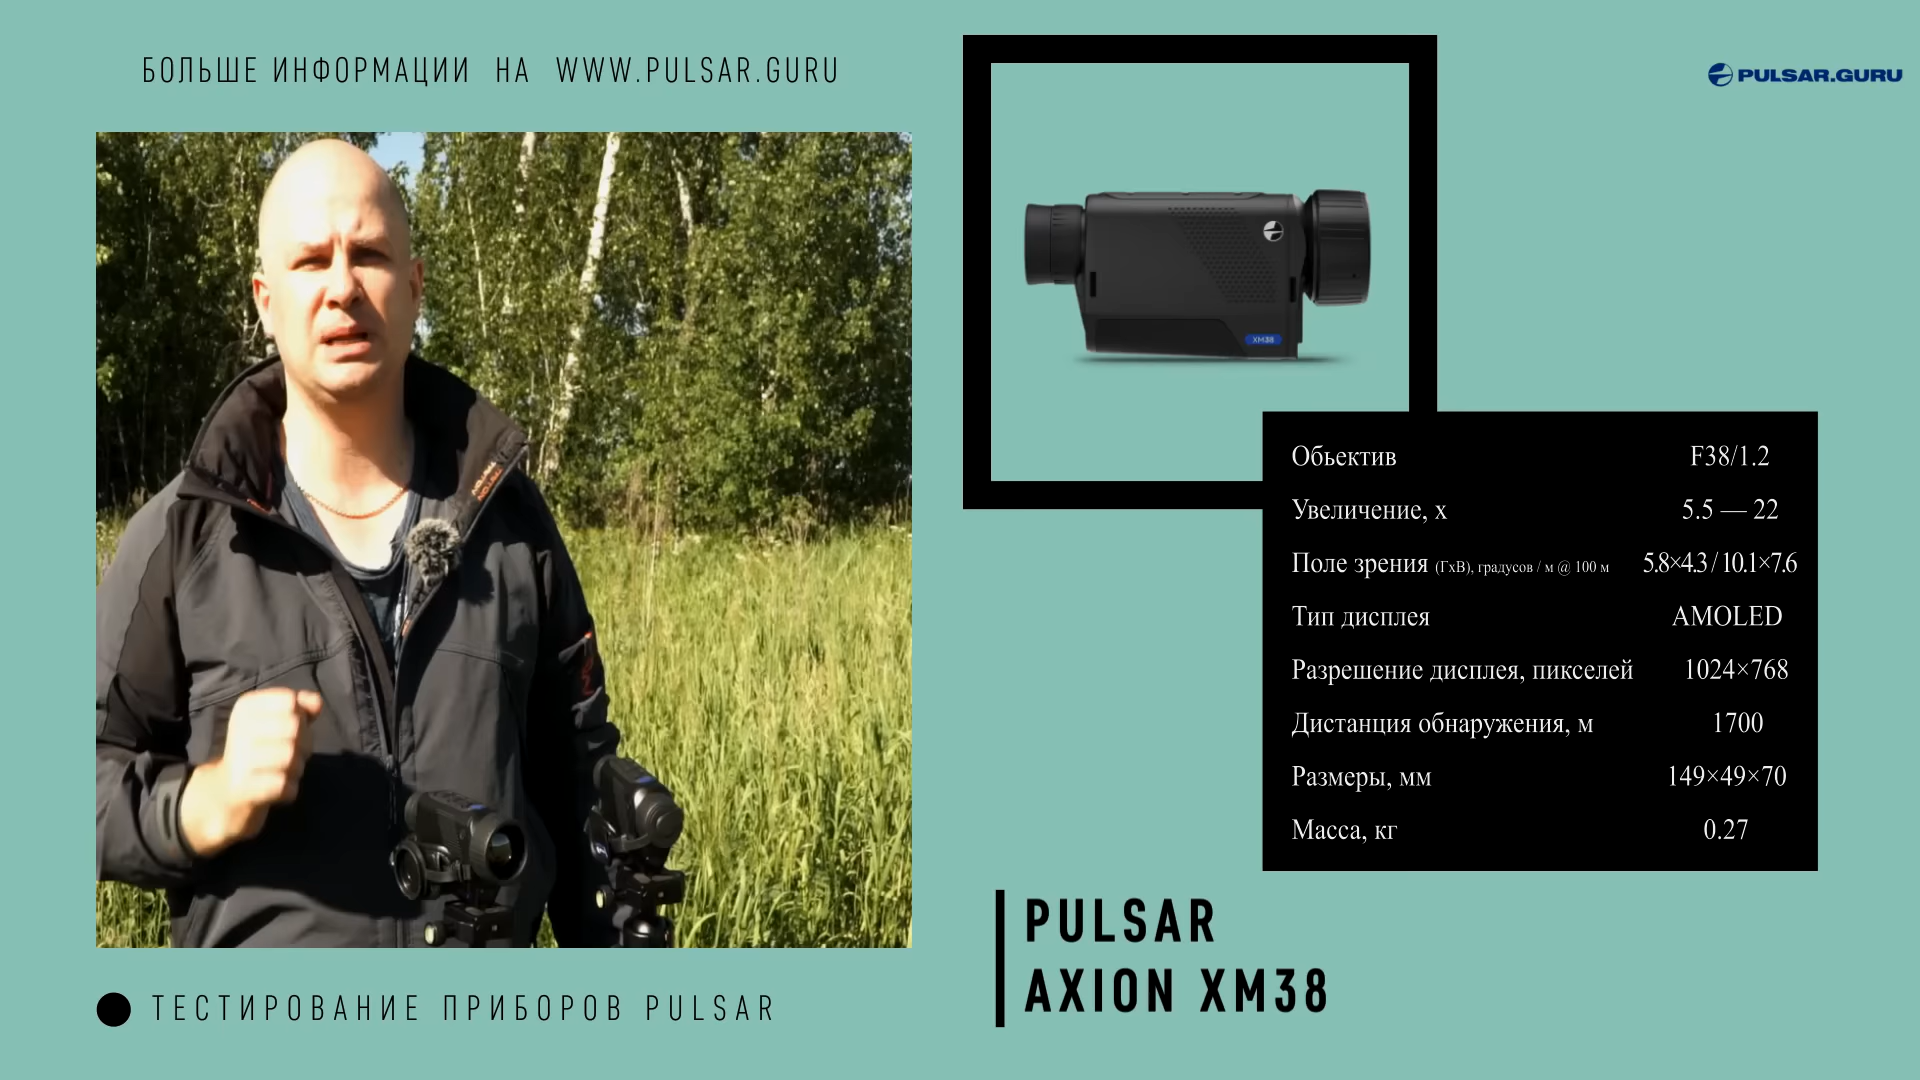 БОЛЬШЕ ИНФОРМАЦИИ НА WWW.PULSAR.GURU
PULSAR.GURU
XM38
Обьектив F38/1.2
Увеличение, x 5.5 — 22
Поле зрения (ГхВ), градусов / м @ 100 м 5.8×4.3 / 10.1×7.6
Тип дисплея AMOLED
Разрешение дисплея, пикселей 1024×768
Дистанция обнаружения, м 1700
Размеры, мм 149×49×70
Масса, кг 0.27
PULSAR
AXION XM38
ТЕСТИРОВАНИЕ ПРИБОРОВ PULSAR